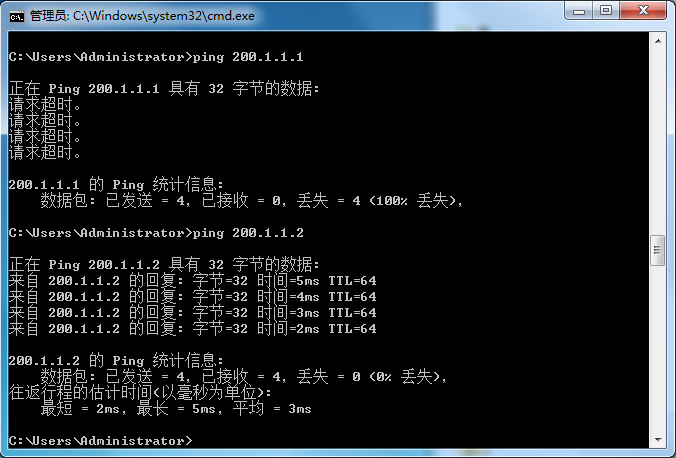 管理员: C:\Windows\system32\cmd.exe
C:\Users\Administrator>ping 200.1.1.1
正在 Ping 200.1.1.1 具有 32 字节的数据:
请求超时。
请求超时。
请求超时。
请求超时。
200.1.1.1 的 Ping 统计信息:
数据包: 已发送 = 4, 已接收 = 0, 丢失 = 4 (100% 丢失),
C:\Users\Administrator>ping 200.1.1.2
正在 Ping 200.1.1.2 具有 32 字节的数据:
来自 200.1.1.2 的回复: 字节=32 时间=5ms TTL=64
来自 200.1.1.2 的回复: 字节=32 时间=4ms TTL=64
来自 200.1.1.2 的回复: 字节=32 时间=3ms TTL=64
来自 200.1.1.2 的回复: 字节=32 时间=2ms TTL=64
200.1.1.2 的 Ping 统计信息:
数据包: 已发送 = 4, 已接收 = 4, 丢失 = 0 (0% 丢失),
往返行程的估计时间(以毫秒为单位):
最短 = 2ms, 最长 = 5ms, 平均 = 3ms
C:\Users\Administrator>